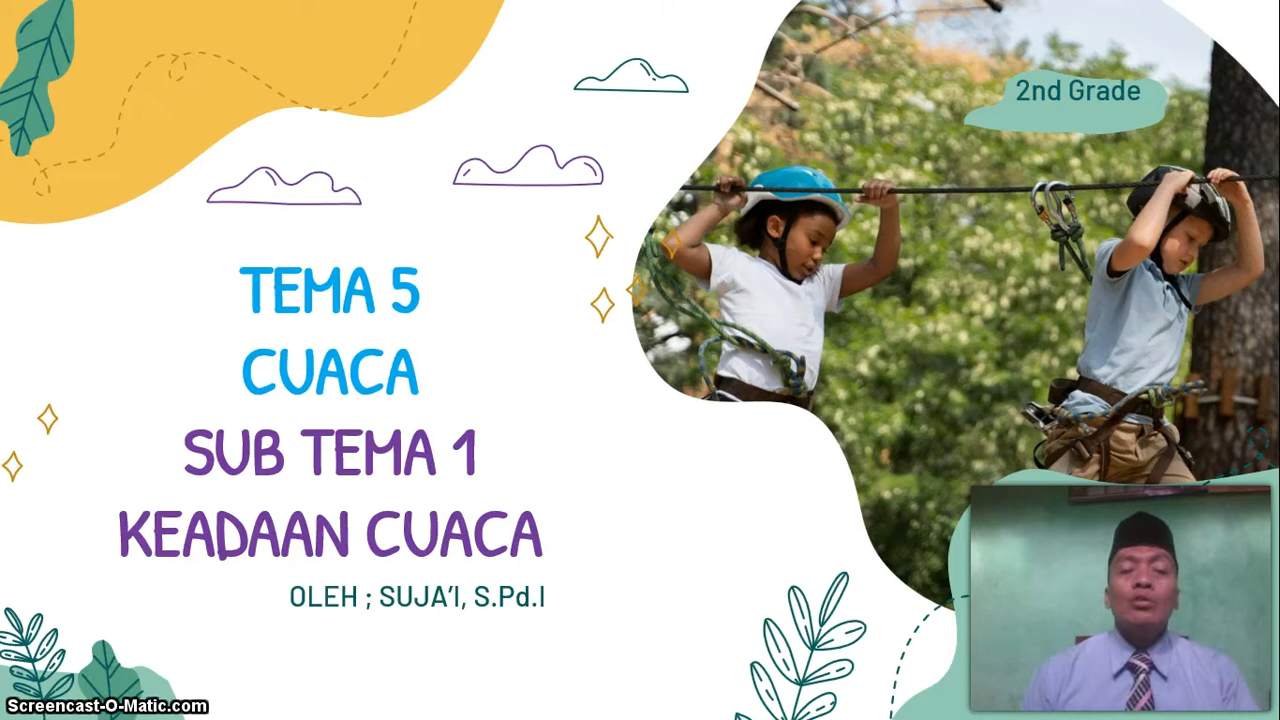 2nd Grade
TEMA 5
CUACA
SUB TEMA 1
KEADAAN CUACA
OLEH ; SUJA'I, S.Pd.I
Screencast-O-Matic.com